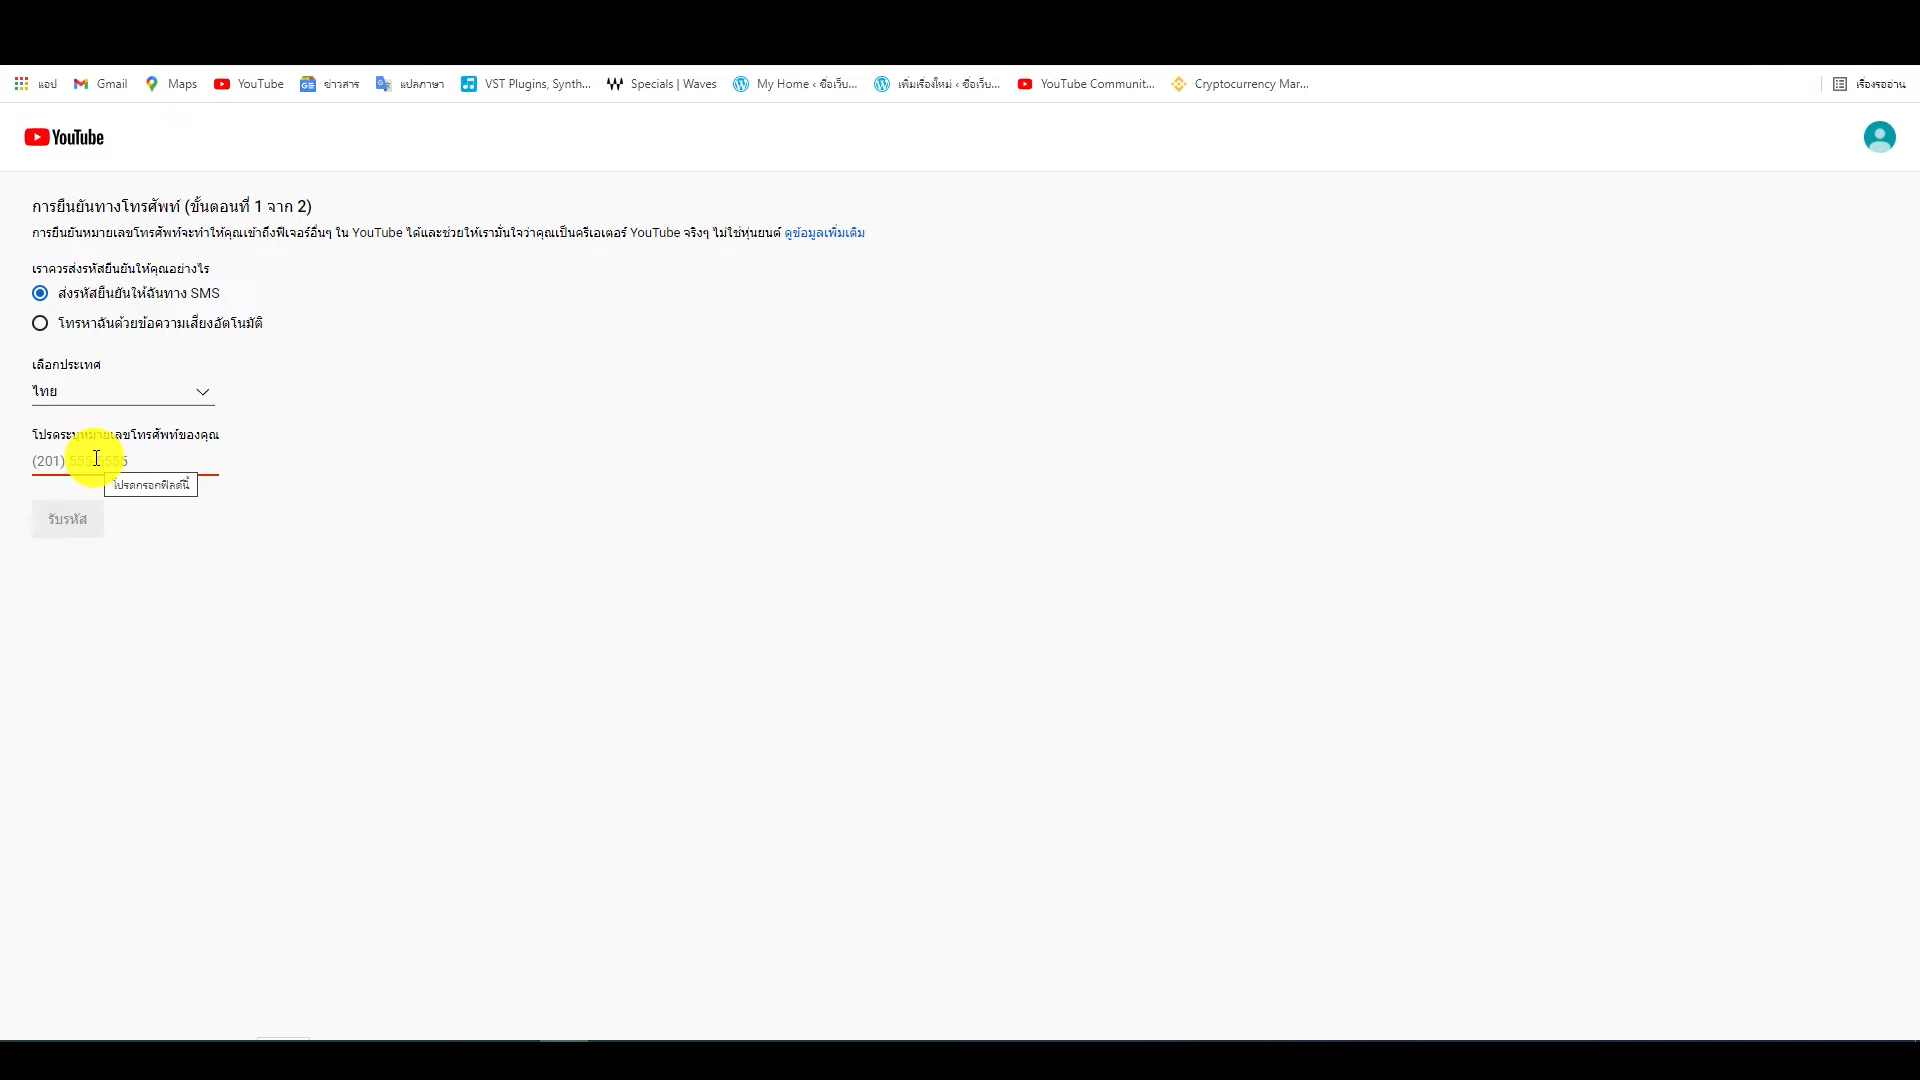 แอป Gmail Maps YouTube ข่าวสาร แปลภาษา VST Plugins, Synth... Specials | Waves My Home ‹ ชื่อเว็บ... เพิ่มเรื่องใหม่ ‹ ชื่อเว็บ... YouTube Communit... Cryptocurrency Mar... เรื่องรออ่าน
YouTube
การยืนยันทางโทรศัพท์ (ขั้นตอนที่ 1 จาก 2)
การยืนยันหมายเลขโทรศัพท์จะทำให้คุณเข้าถึงฟีเจอร์อื่นๆ ใน YouTube ได้และช่วยให้เรามั่นใจว่าคุณเป็นครีเอเตอร์ YouTube จริงๆ ไม่ใช่หุ่นยนต์ ดูข้อมูลเพิ่มเติม
เราควรส่งรหัสยืนยันให้คุณอย่างไร
ส่งรหัสยืนยันให้ฉันทาง SMS
โทรหาฉันด้วยข้อความเสียงอัตโนมัติ
เลือกประเทศ
ไทย
โปรดระบุหมายเลขโทรศัพท์ของคุณ
(201) 555-5555
โปรดกรอกฟิลด์นี้
รับรหัส